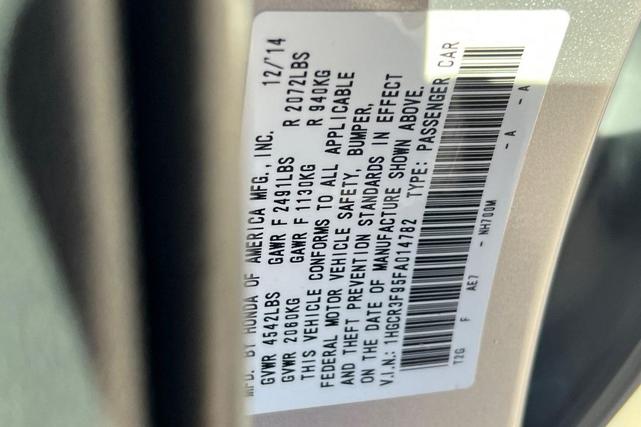 MFD. BY HONDA OF AMERICA MFG., INC. 12/'14
GVWR 4542LBS GAWR F 2491LBS R 2072LBS
GVWR 2060KG GAWR F 1130KG R 940KG
THIS VEHICLE CONFORMS TO ALL APPLICABLE
FEDERAL MOTOR VEHICLE SAFETY, BUMPER,
AND THEFT PREVENTION STANDARDS IN EFFECT
ON THE DATE OF MANUFACTURE SHOWN ABOVE.
V.I.N.: 1HGCR3F95FA014782 TYPE: PASSENGER CAR
T2G F AE7 - NH700M - A - A